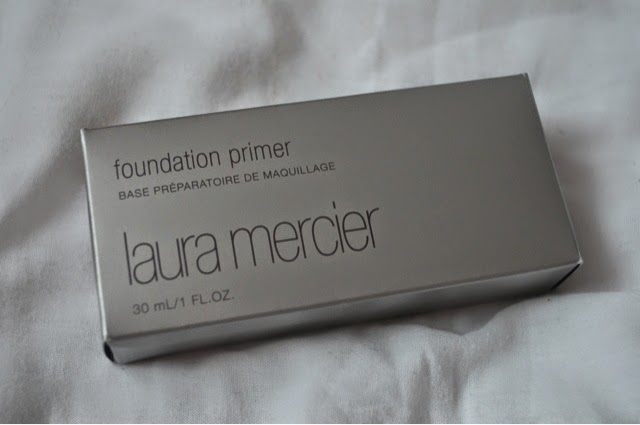 foundation primer
BASE PRÉPARATOIRE DE MAQUILLAGE
laura mercier
30 mL/1 FL.OZ.